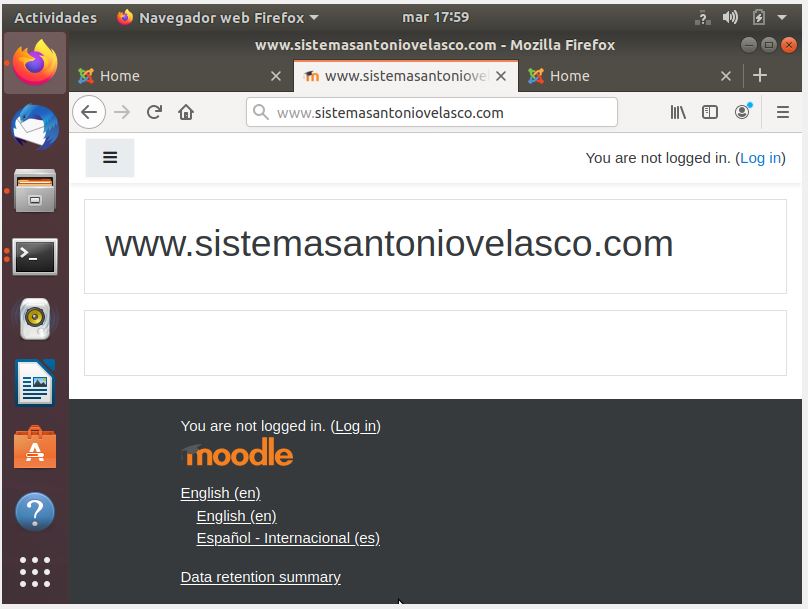 Actividades Navegador web Firefox mar 17:59
www.sistemasantoniovelasco.com - Mozilla Firefox
Home www.sistemasantoniove Home
www.sistemasantoniovelasco.com
You are not logged in. (Log in)
www.sistemasantoniovelasco.com
You are not logged in. (Log in)
moodle
English (en)
English (en)
Español - Internacional (es)
Data retention summary